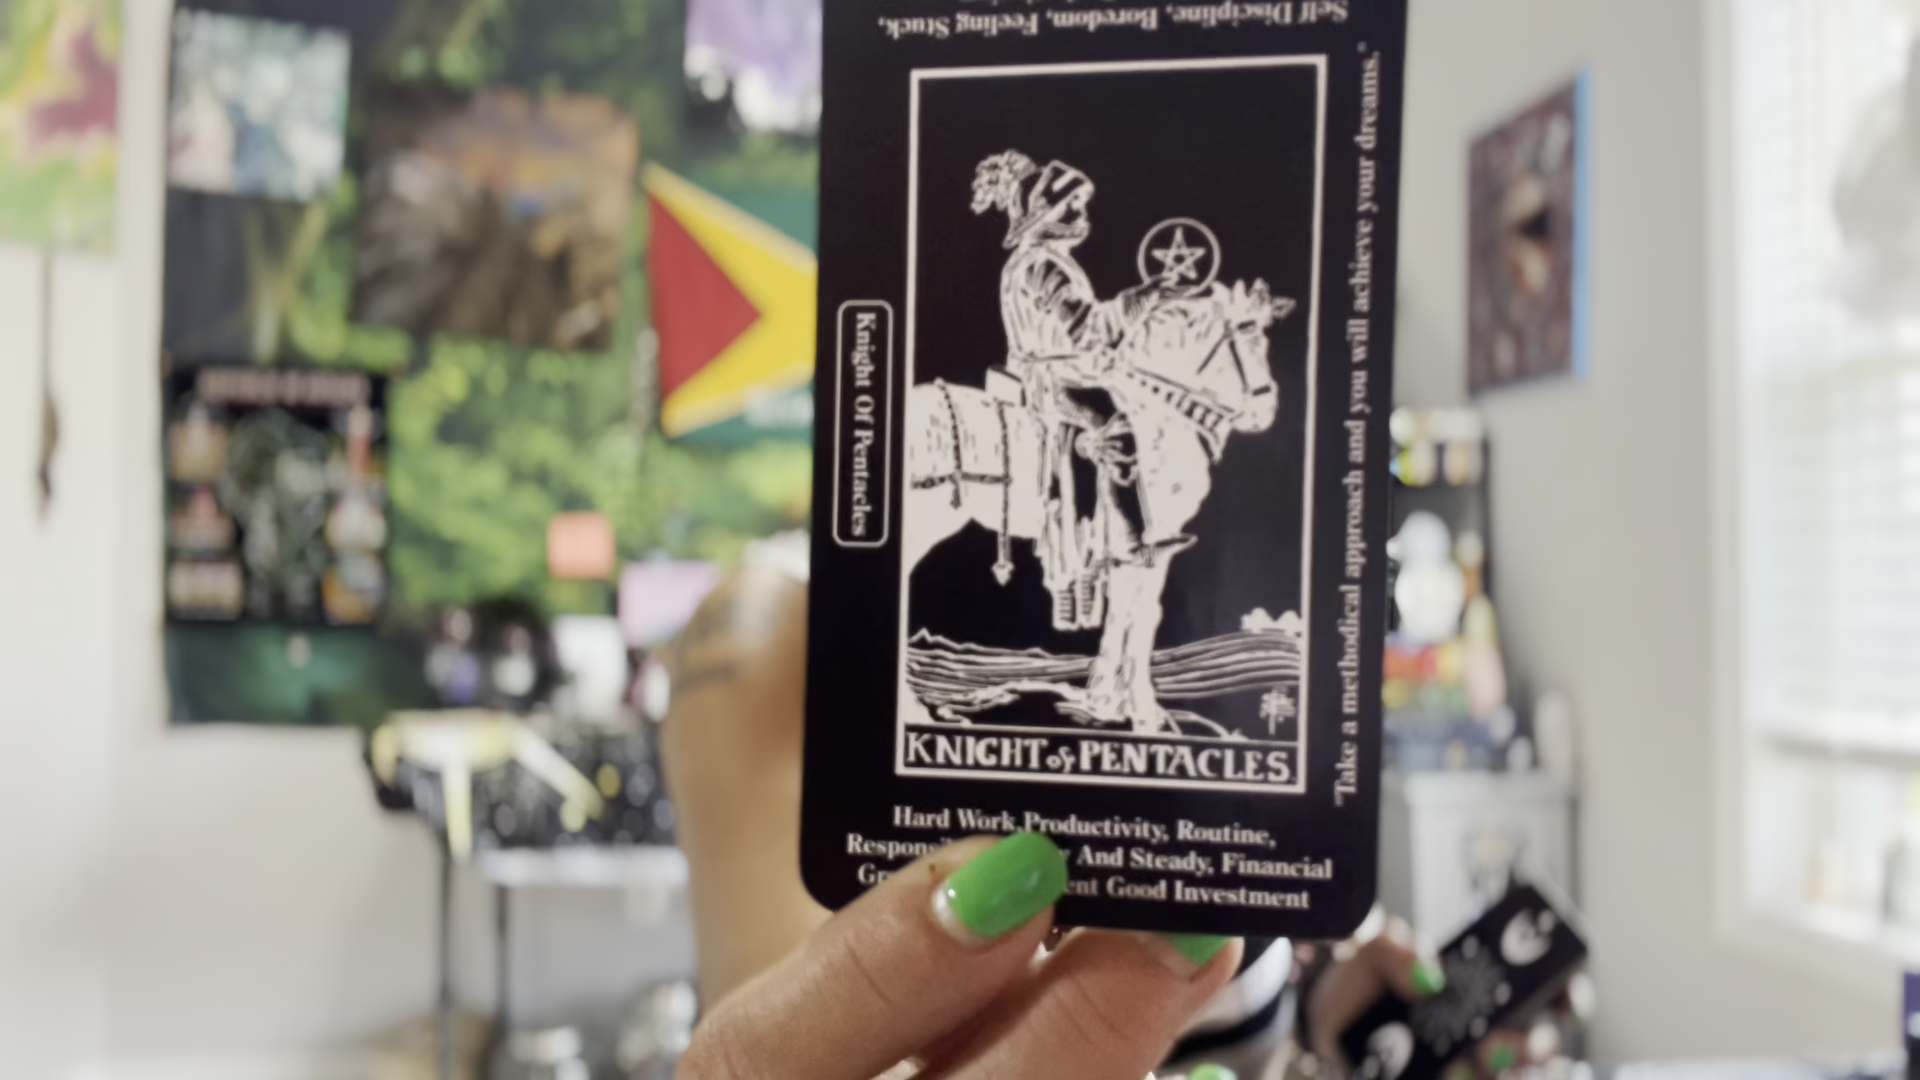 Self Discipline, Boredom, Feeling Stuck,
Knight Of Pentacles
"Take a methodical approach and you will achieve your dreams."
KNIGHT of PENTACLES.
Hard Work, Productivity, Routine,
And Steady, Financial
Good Investment